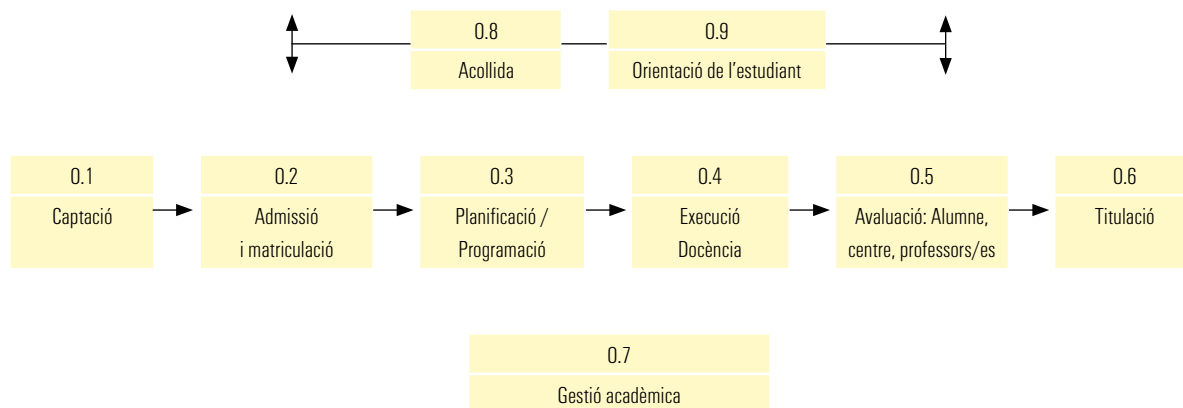 0.8
Acollida
0.9
Orientació de l'estudiant
0.1
Captació
0.2
Admissió
i matriculació
0.3
Planificació /
Programació
0.4
Execució
Docència
0.5
Avaluació: Alumne,
centre, professors/es
0.6
Titulació
0.7
Gestió acadèmica